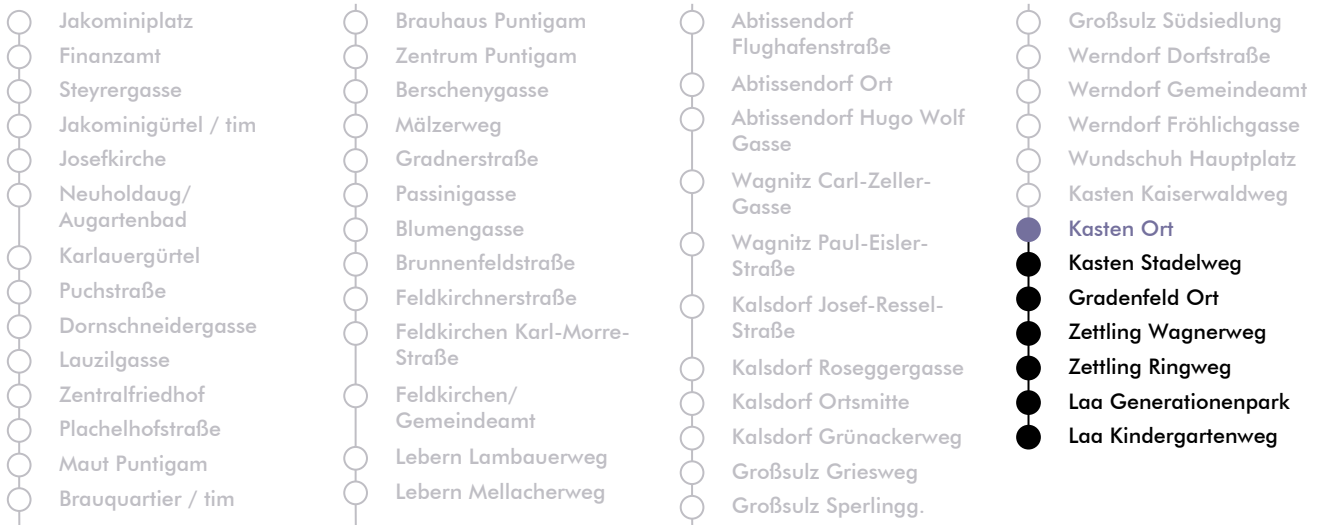 Jakominiplatz
Finanzamt
Steyrergasse
Jakominigürtel / tim
Josefkirche
Neuholdaug/
Augartenbad
Karlauergürtel
Puchstraße
Dornschneidergasse
Lauzilgasse
Zentralfriedhof
Plachelhofstraße
Maut Puntigam
Brauquartier / tim
Brauhaus Puntigam
Zentrum Puntigam
Berschenygasse
Mälzerweg
Gradnerstraße
Passinigasse
Blumengasse
Brunnenfeldstraße
Feldkirchnerstraße
Feldkirchen Karl-Morre-
Straße
Feldkirchen/
Gemeindeamt
Lebern Lambauerweg
Lebern Mellacherweg
Abtissendorf
Flughafenstraße
Abtissendorf Ort
Abtissendorf Hugo Wolf
Gasse
Wagnitz Carl-Zeller-
Gasse
Wagnitz Paul-Eisler-
Straße
Kalsdorf Josef-Ressel-
Straße
Kalsdorf Roseggergasse
Kalsdorf Ortsmitte
Kalsdorf Grünackerweg
Großsulz Griesweg
Großsulz Sperlingg.
Großsulz Südsiedlung
Werndorf Dorfstraße
Werndorf Gemeindeamt
Werndorf Fröhlichgasse
Wundschuh Hauptplatz
Kasten Kaiserwaldweg
Kasten Ort
Kasten Stadelweg
Gradenfeld Ort
Zettling Wagnerweg
Zettling Ringweg
Laa Generationenpark
Laa Kindergartenweg